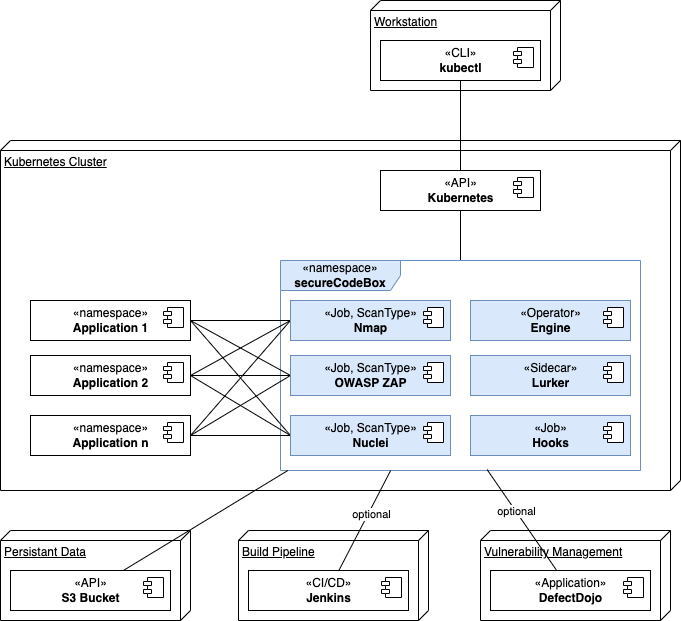 Workstation
«CLI»
kubectl
Kubernetes Cluster
«API»
Kubernetes
«namespace»
secureCodeBox
«namespace»
Application 1
«Job, ScanType»
Nmap
«Operator»
Engine
«namespace»
Application 2
«Job, ScanType»
OWASP ZAP
«Sidecar»
Lurker
«namespace»
Application n
«Job, ScanType»
Nuclei
«Job»
Hooks
optional
optional
Persistant Data
«API»
S3 Bucket
Build Pipeline
«CI/CD»
Jenkins
Vulnerability Management
«Application»
DefectDojo